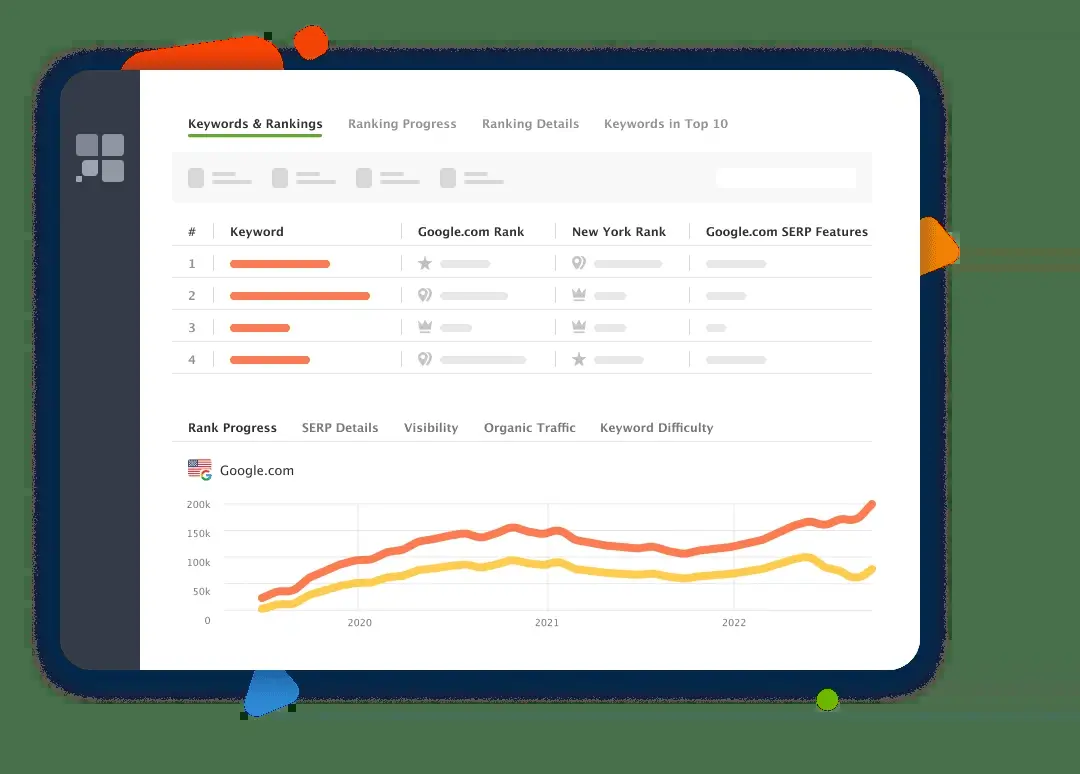 Keywords & Rankings Ranking Progress Ranking Details Keywords in Top 10
# Keyword Google.com Rank New York Rank Google.com SERP Features
1
2
3
4
Rank Progress SERP Details Visibility Organic Traffic Keyword Difficulty
Google.com
200k
150k
100k
50k
0
2020 2021 2022